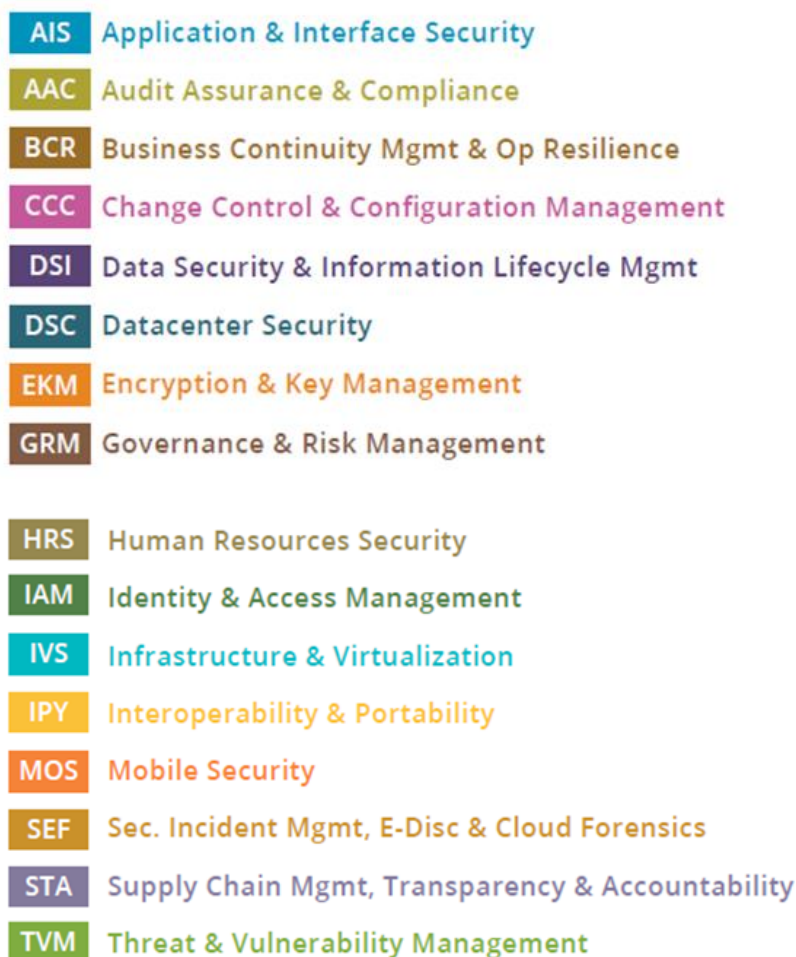 AIS Application & Interface Security
AAC Audit Assurance & Compliance
BCR Business Continuity Mgmt & Op Resilience
CCC Change Control & Configuration Management
DSI Data Security & Information Lifecycle Mgmt
DSC Datacenter Security
EKM Encryption & Key Management
GRM Governance & Risk Management
HRS Human Resources Security
IAM Identity & Access Management
IVS Infrastructure & Virtualization
IPY Interoperability & Portability
MOS Mobile Security
SEF Sec. Incident Mgmt, E-Disc & Cloud Forensics
STA Supply Chain Mgmt, Transparency & Accountability
TVM Threat & Vulnerability Management